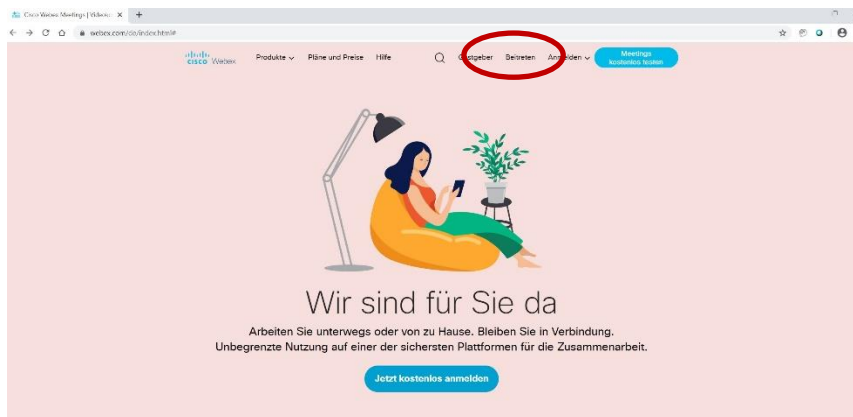 Cisco Webex Meetings | Videoko
webex.com/de/index.html#
cisco Webex Produkte Pläne und Preise Hilfe Gastgeber Beitreten Anmelden
Meetings
kostenlos testen
Wir sind für Sie da
Arbeiten Sie unterwegs oder von zu Hause. Bleiben Sie in Verbindung.
Unbegrenzte Nutzung auf einer der sichersten Plattformen für die Zusammenarbeit.
Jetzt kostenlos anmelden